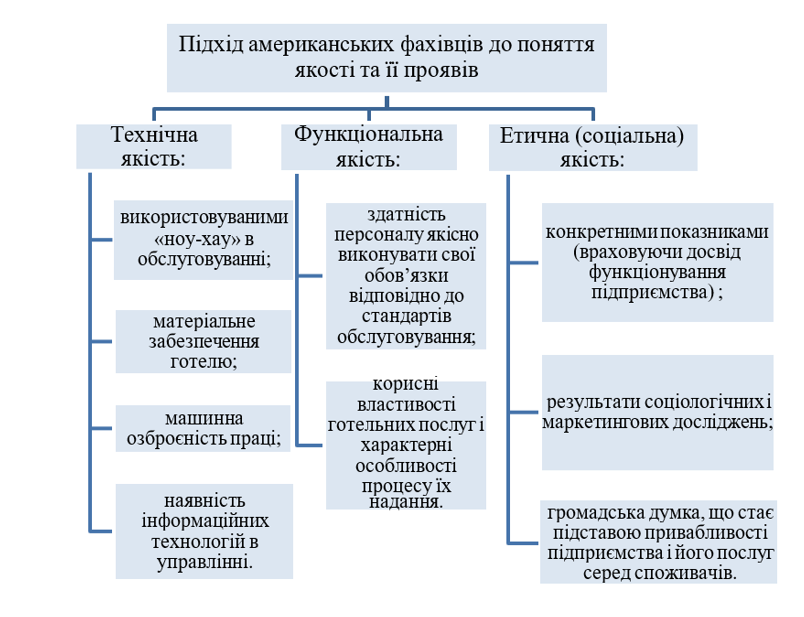 Підхід американських фахівців до поняття
якості та її проявів
Технічна
якість:
використовуваними
«ноу-хау» в
обслуговуванні;
матеріальне
забезпечення
готелю;
машинна
озброєність праці;
наявність
інформаційних
технологій в
управлінні.
Функціональна
якість:
здатність
персоналу якісно
виконувати свої
обов’язки
відповідно до
стандартів
обслуговування;
корисні
властивості
готельних послуг і
характерні
особливості
процесу їх
надання.
Етична (соціальна)
якість:
конкретними показниками
(враховуючи досвід
функціонування
підприємства) ;
результати соціологічних і
маркетингових досліджень;
громадська думка, що стає
підставою привабливості
підприємства і його послуг
серед споживачів.